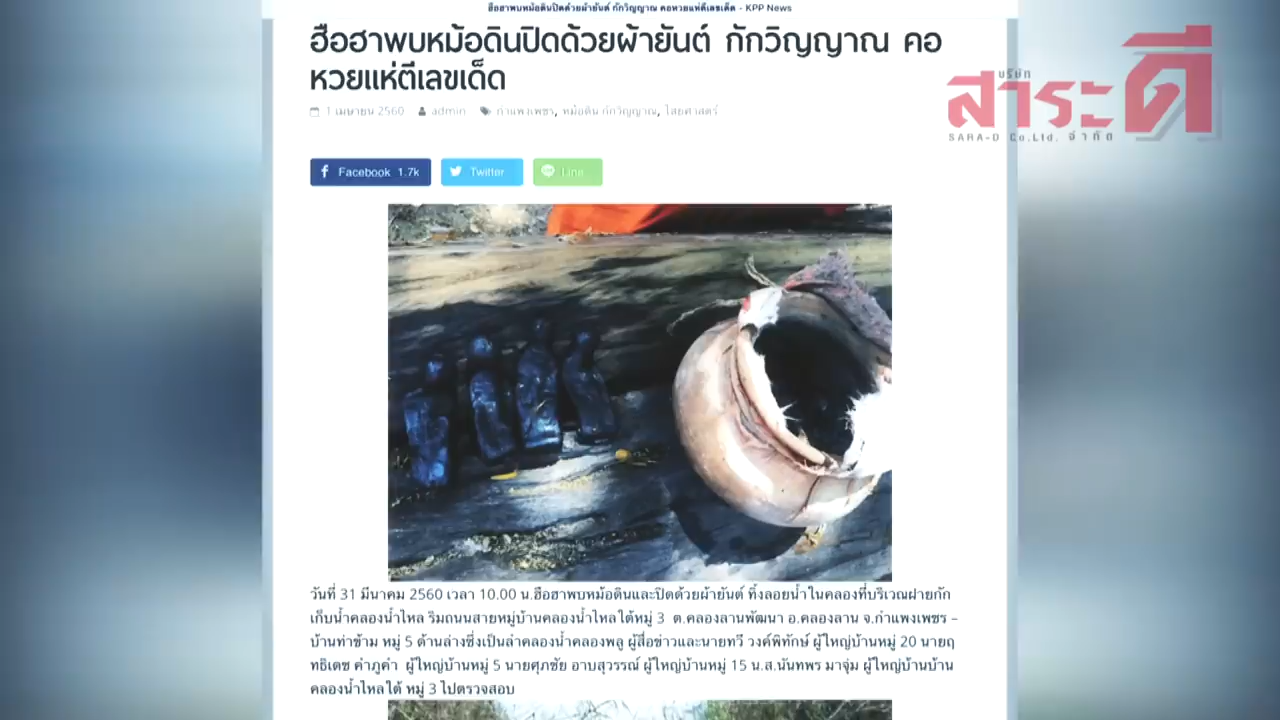 ฮือฮาพบหม้อดินปิดด้วยผ้ายันต์ กักวิญญาณ คอหวยแห่ตีเลขเด็ด - KPP News
ฮือฮาพบหม้อดินปิดด้วยผ้ายันต์ กักวิญญาณ คอ
หวยแห่ตีเลขเด็ด
บริษัท
สาระดี
SARA-D Co.Ltd. จำกัด
1 เมษายน 2560 admin กำแพงเพชร, หม้อดิน กักวิญญาณ, ไสยศาสตร์
Facebook 1.7k Twitter Line
วันที่ 31 มีนาคม 2560 เวลา 10.00 น.ฮือฮาพบหม้อดินและปิดด้วยผ้ายันต์ ทิ้งลอยน้ำในคลองที่บริเวณฝายกัก
เก็บน้ำคลองน้ำไหล ริมถนนสายหมู่บ้านคลองน้ำไหลใต้หมู่ 3 ต.คลองลานพัฒนา อ.คลองลาน จ.กำแพงเพชร –
บ้านท่าข้าม หมู่ 5 ด้านล่างซึ่งเป็นลำคลองน้ำคลองพลู ผู้สื่อข่าวและนายทวี วงค์พิทักษ์ ผู้ใหญ่บ้านหมู่ 20 นายฤ
ทธิเดช คำภูคำ ผู้ใหญ่บ้านหมู่ 5 นายศุภชัย อาบสุวรรณ์ ผู้ใหญ่บ้านหมู่ 15 น.ส.นันทพร มาจุ่ม ผู้ใหญ่บ้านบ้าน
คลองน้ำไหลใต้ หมู่ 3 ไปตรวจสอบ